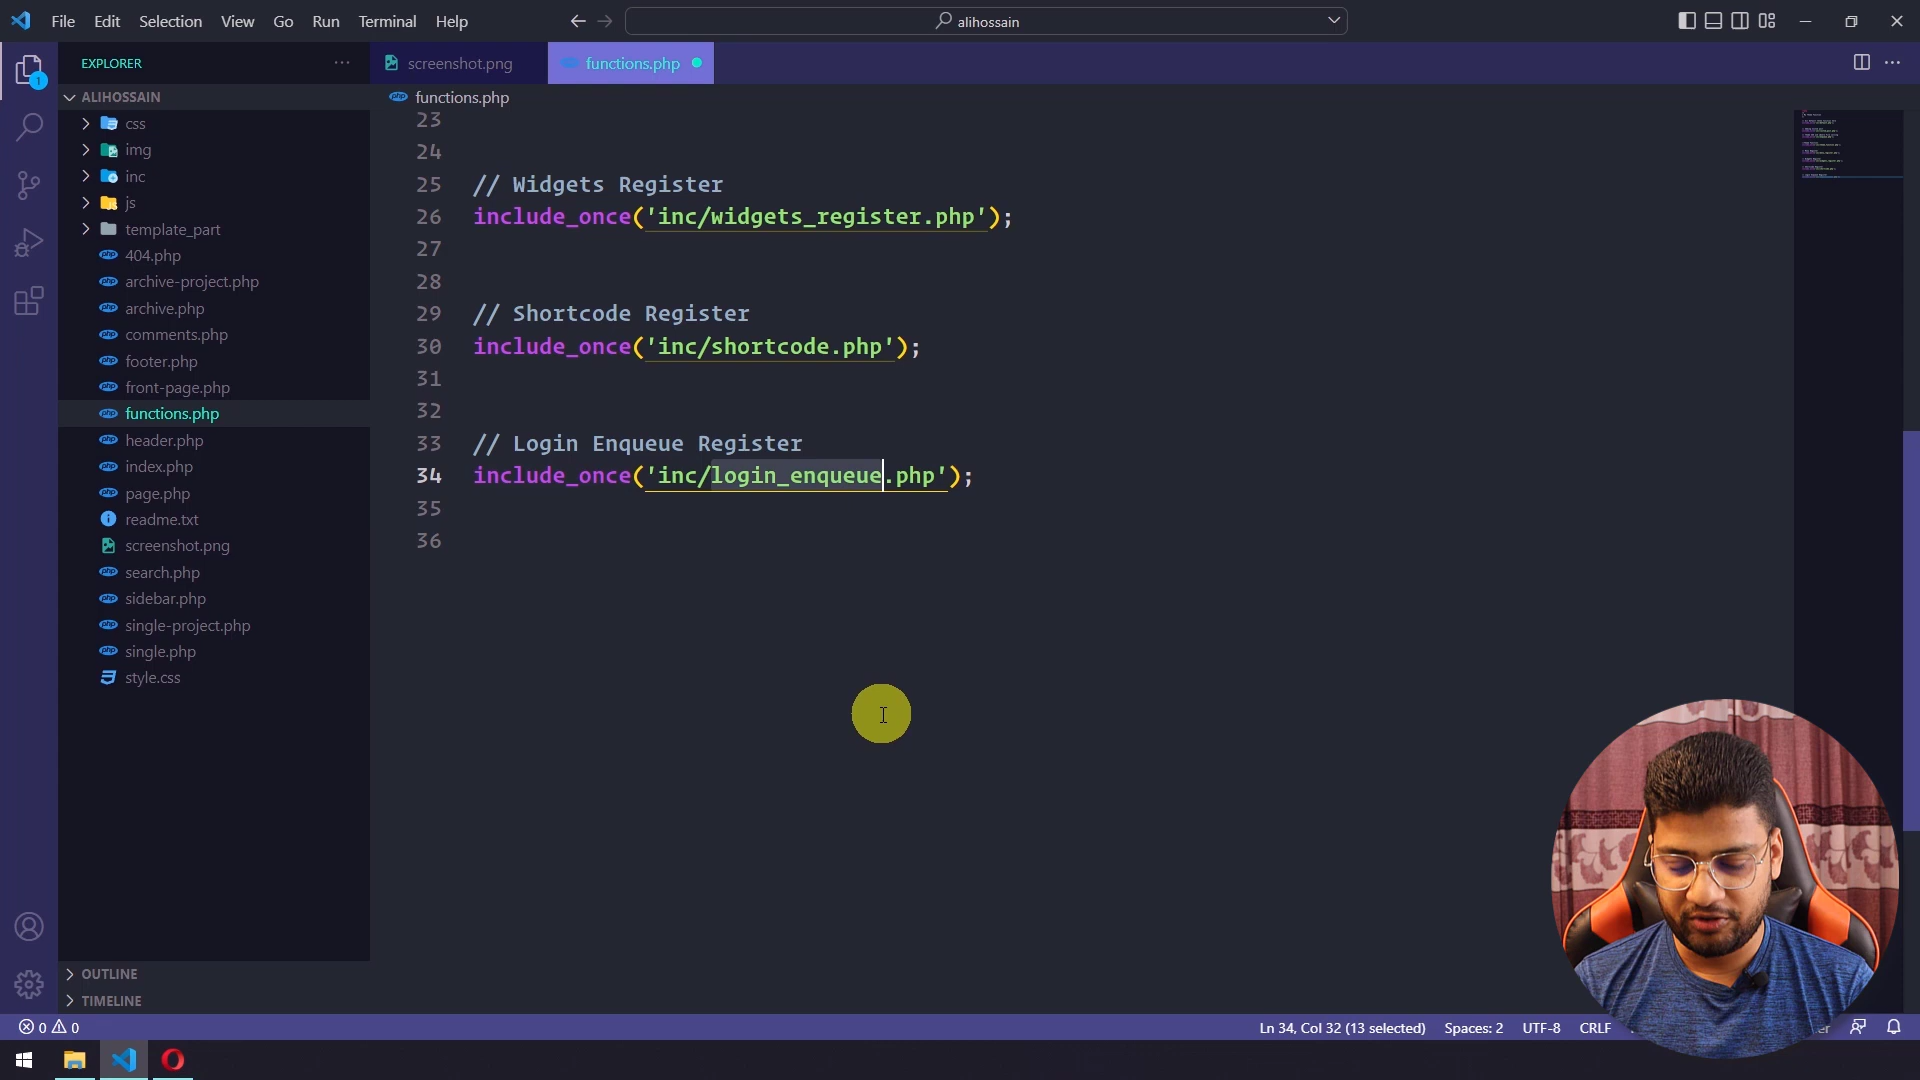 File Edit Selection View Go Run Terminal Help
alihossain
EXPLORER
screenshot.png
functions.php
1
ALIHOSSAIN
functions.php
css
img
inc
js
template_part
404.php
archive-project.php
archive.php
comments.php
footer.php
front-page.php
functions.php
header.php
index.php
page.php
readme.txt
screenshot.png
search.php
sidebar.php
single-project.php
single.php
style.css
OUTLINE
TIMELINE
23
24
25 // Widgets Register
26 include_once('inc/widgets_register.php');
27
28
29 // Shortcode Register
30 include_once('inc/shortcode.php');
31
32
33 // Login Enqueue Register
34 include_once('inc/login_enqueue.php');
35
36
0 0
Ln 34, Col 32 (13 selected) Spaces: 2 UTF-8 CRLF